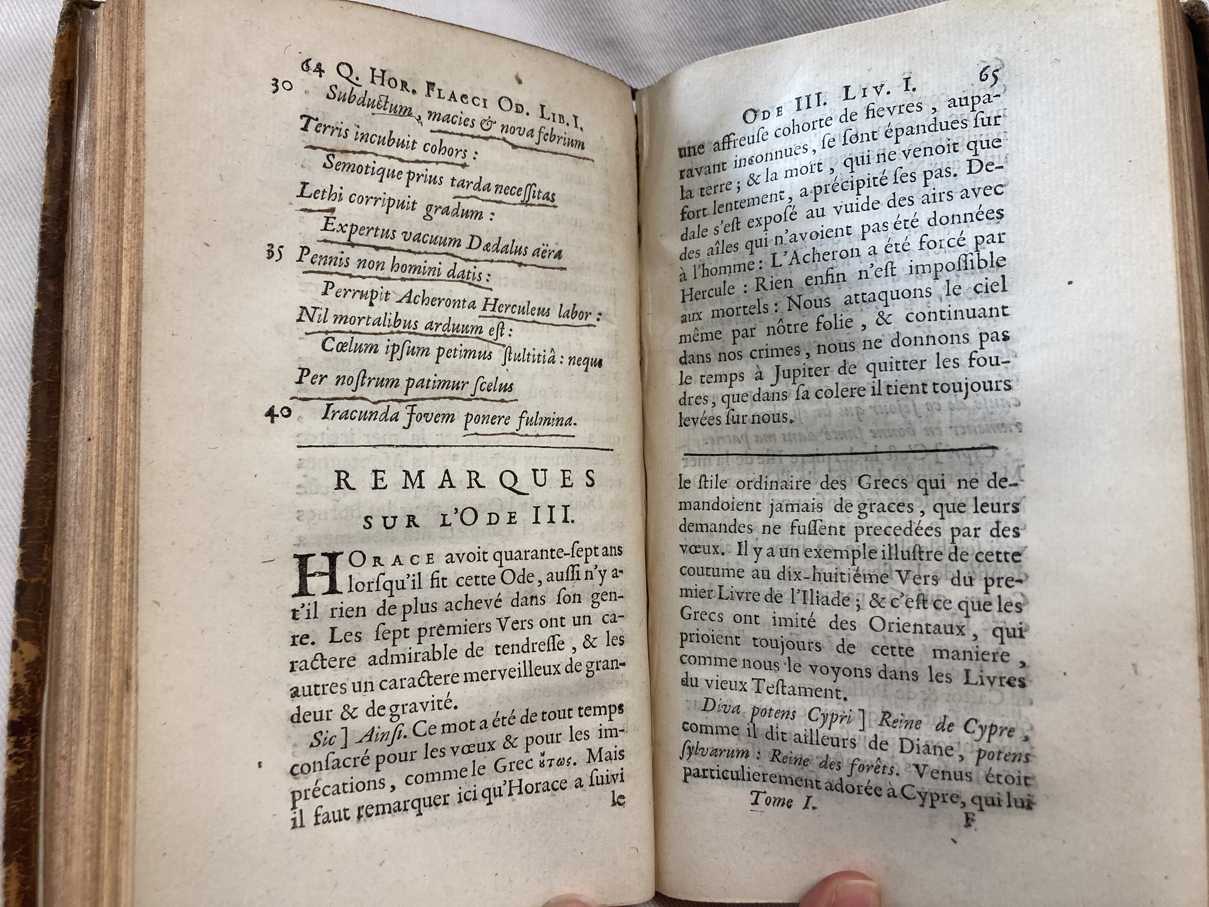 64 Q. HOR. FLACCI OD. LIB. I.
30 Subductum, macies & nova febrium
Terris incubuit cohors :
Semotique prius tarda necessitas
Lethi corripuit gradum :
Expertus vacuum Dædalus aëra
35 Pennis non homini datis :
Perrupit Acheronta Herculeus labor :
Nil mortalibus arduum est :
Cœlum ipsum petimus stultitiâ : neque
Per nostrum patimur scelus
40 Iracunda Jovem ponere fulmina.
REMARQUES
SUR L'ODE III.
HORACE avoit quarante-sept ans
lorsqu'il fit cette Ode, aussi n'y a-
t'il rien de plus achevé dans son gen-
re. Les sept premiers Vers ont un ca-
ractere admirable de tendresse, & les
autres un caractere merveilleux de gran-
deur & de gravité.
Sic ] Ainsi. Ce mot a été de tout temps
consacré pour les vœux & pour les im-
précations, comme le Grec ὅτως. Mais
il faut remarquer ici qu'Horace a suivi
le
ODE III. LIV. I. 65
une affreuse cohorte de fievres, aupa-
ravant inconnues, se sont épandues sur
la terre; & la mort, qui ne venoit que
fort lentement, a précipité ses pas. De-
dale s'est exposé au vuide des airs avec
des aîles qui n'avoient pas été données
à l'homme : L'Acheron a été forcé par
Hercule : Rien enfin n'est impossible
aux mortels : Nous attaquons le ciel
même par nôtre folie, & continuant
dans nos crimes, nous ne donnons pas
le temps à Jupiter de quitter les fou-
dres, que dans sa colere il tient toujours
levées sur nous.
le stile ordinaire des Grecs qui ne de-
mandoient jamais de graces, que leurs
demandes ne fussent precedées par des
vœux. Il y a un exemple illustre de cette
coutume au dix-huitiéme Vers du pre-
mier Livre de l'Iliade ; & c'est ce que les
Grecs ont imité des Orientaux, qui
prioient toujours de cette maniere,
comme nous le voyons dans les Livres
du vieux Testament.
Diva potens Cypri ] Reine de Cypre,
comme il dit ailleurs de Diane, potens
sylvarum : Reine des forêts. Venus étoit
particulierement adorée à Cypre, qui lui
Tome I.
F